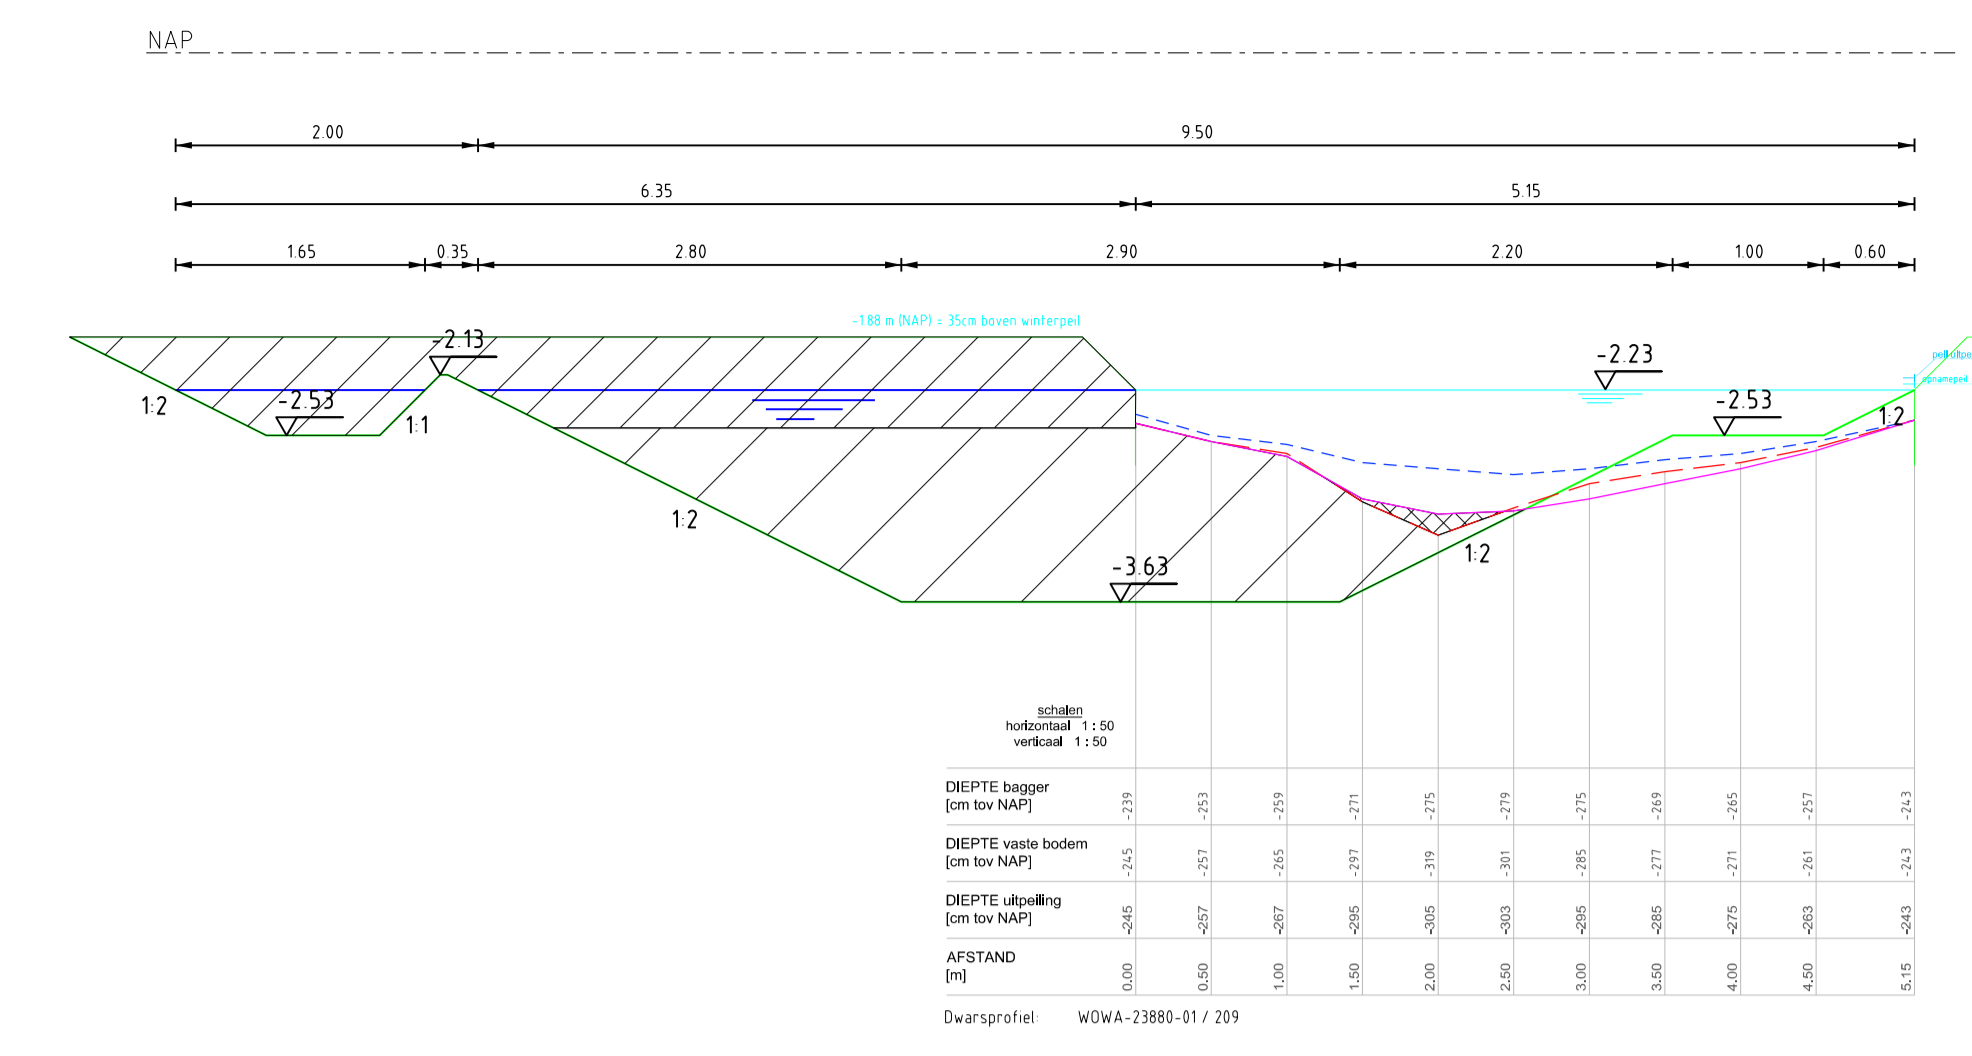 NAP
2.00 9.50
6.35 5.15
1.65 0.35 2.80 2.90 2.20 1.00 0.60
-1.88 m (NAP) = 35cm boven winterpeil
-2.13
-2.23
-2.53
-2.53
1:2
1:1
1:2
1:2
1:2
-3.63
opnamepeil
schalen
horizontaal 1 : 50
verticaal 1 : 50
DIEPTE bagger
[cm tov NAP]
-239 -253 -259 -271 -275 -279 -275 -269 -265 -257 -243
DIEPTE vaste bodem
[cm tov NAP]
-245 -257 -265 -297 -319 -301 -285 -277 -271 -261 -243
DIEPTE uitpeiling
[cm tov NAP]
-245 -257 -267 -295 -305 -303 -295 -285 -275 -263 -243
AFSTAND
[m]
0.00 0.50 1.00 1.50 2.00 2.50 3.00 3.50 4.00 4.50 5.15
Dwarsprofiel: WOWA-23880-01 / 209